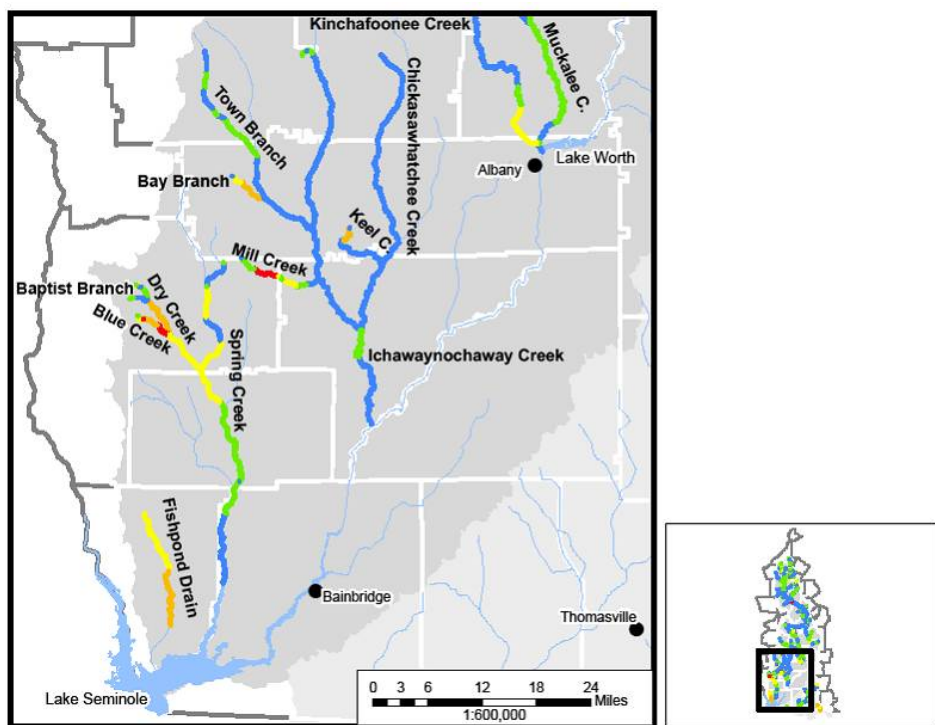 Kinchafoonee Creek
Muckalee C.
Chickasawhatchee Creek
Town Branch
Lake Worth
Albany
Bay Branch
Keel C.
Mill Creek
Baptist Branch
Dry Creek
Blue Creek
Spring Creek
Ichawaynochaway Creek
Fishpond Drain
Bainbridge
Thomasville
Lake Seminole
0 3 6 12 18 24
Miles
1:600,000